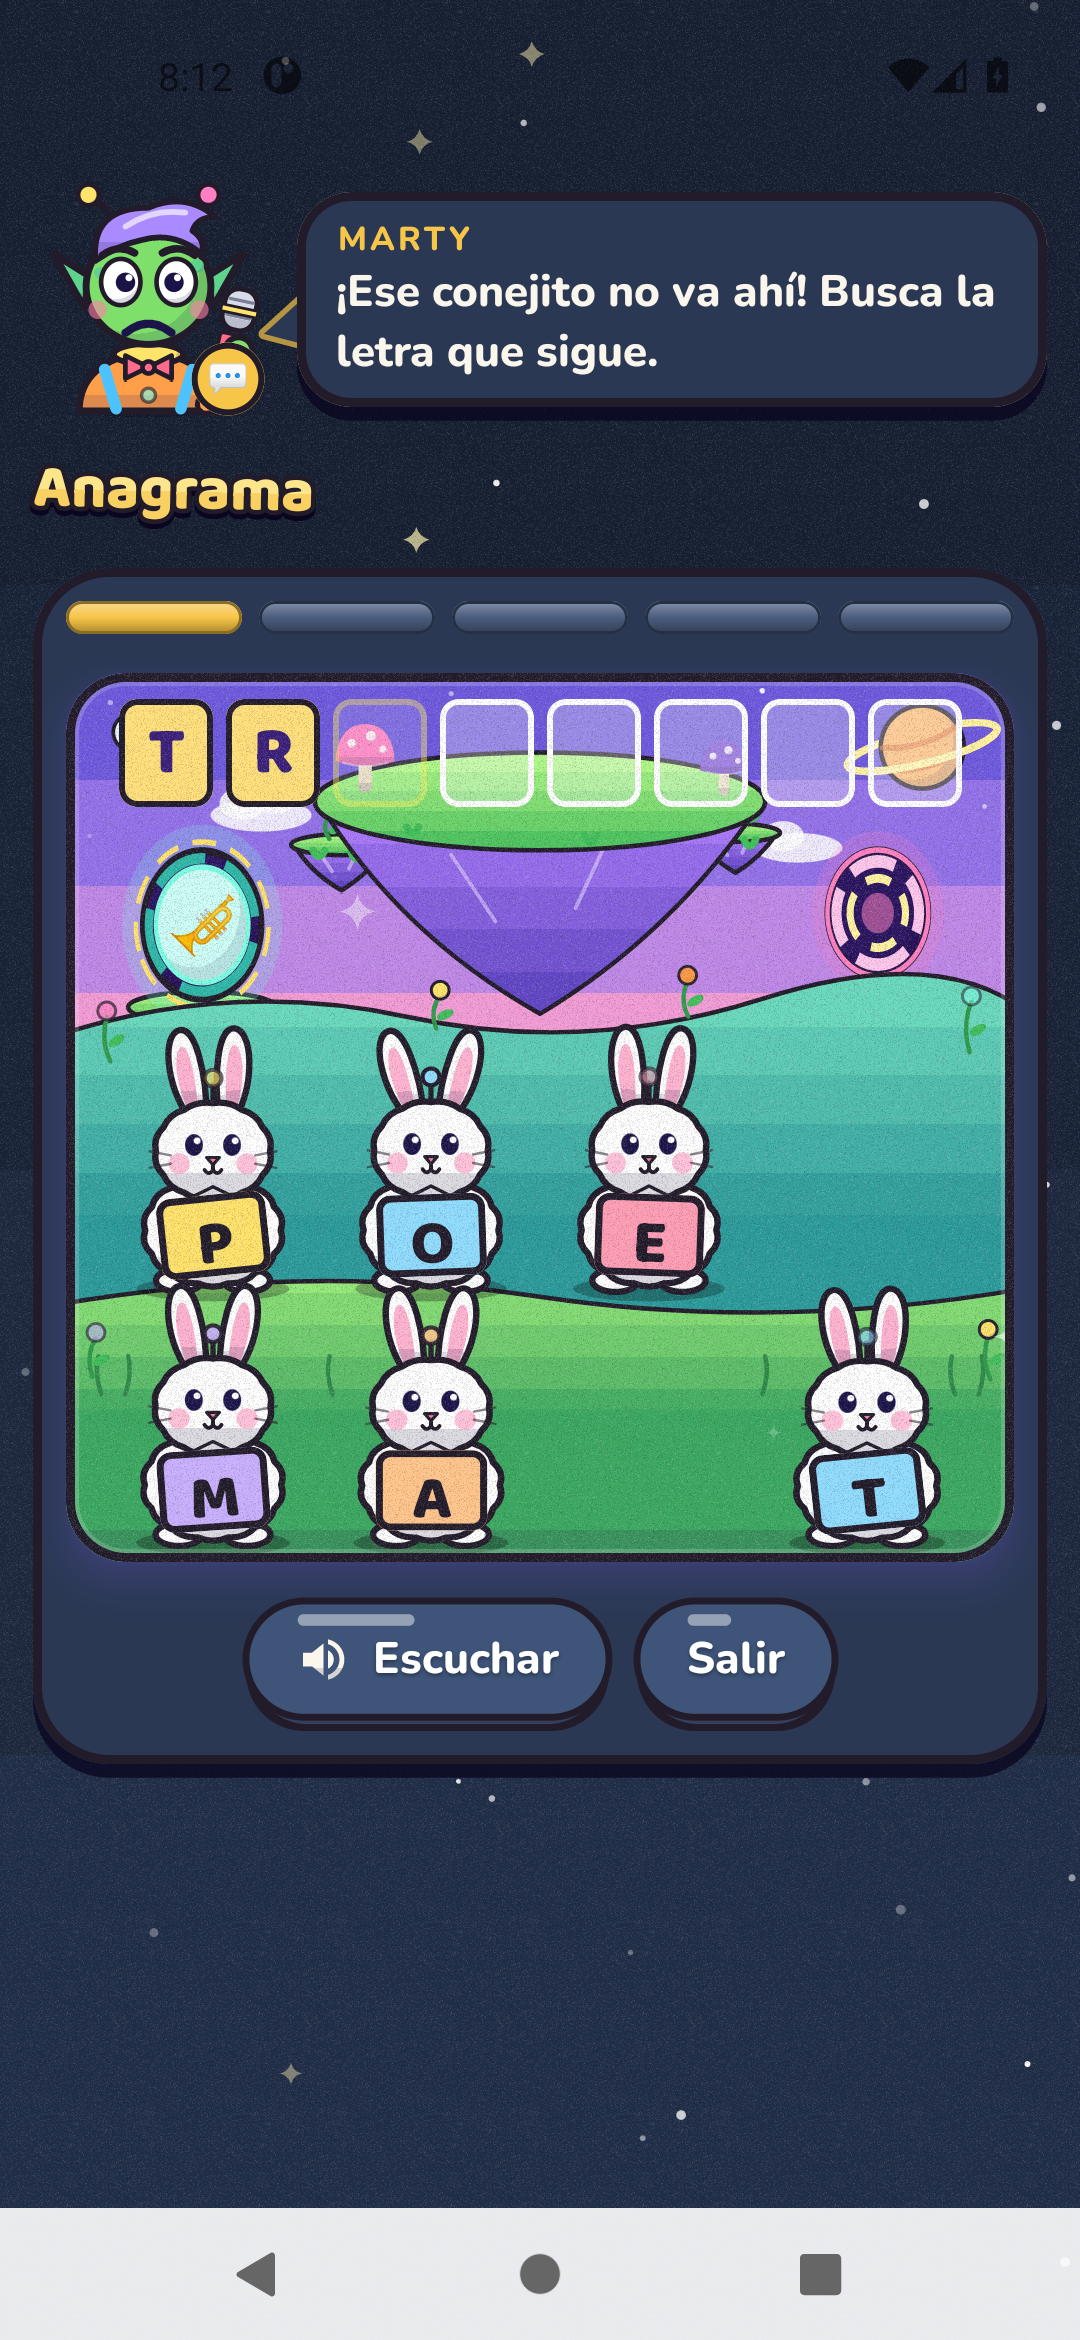 8:12
MARTY
¡Ese conejito no va ahí! Busca la
letra que sigue.
Anagrama
T R
P O E
M A T
Escuchar Salir